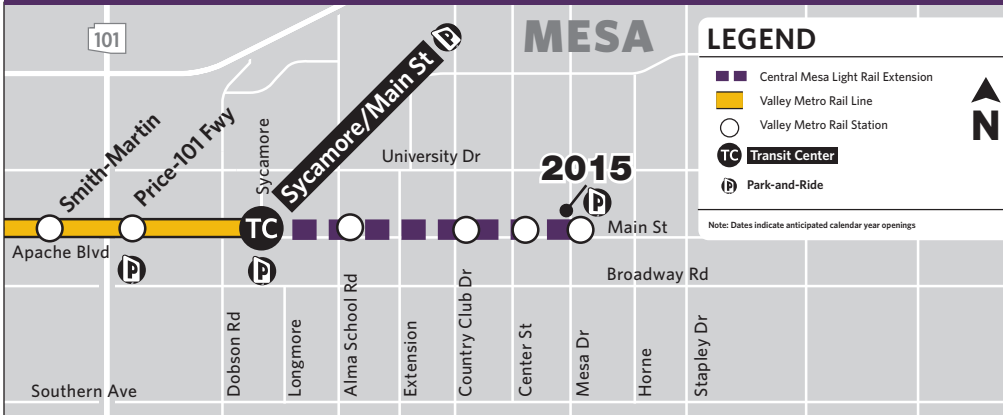 101
MESA
LEGEND
Central Mesa Light Rail Extension
Valley Metro Rail Line
Valley Metro Rail Station
TC Transit Center
P Park-and-Ride
Note: Dates indicate anticipated calendar year openings
N
Smith-Martin
Price-101 Fwy
Sycamore
Sycamore/Main St P
University Dr
2015
P
TC
Main St
Apache Blvd
P
P
Broadway Rd
Dobson Rd
Longmore
Alma School Rd
Extension
Country Club Dr
Center St
Mesa Dr
Horne
Stapley Dr
Southern Ave